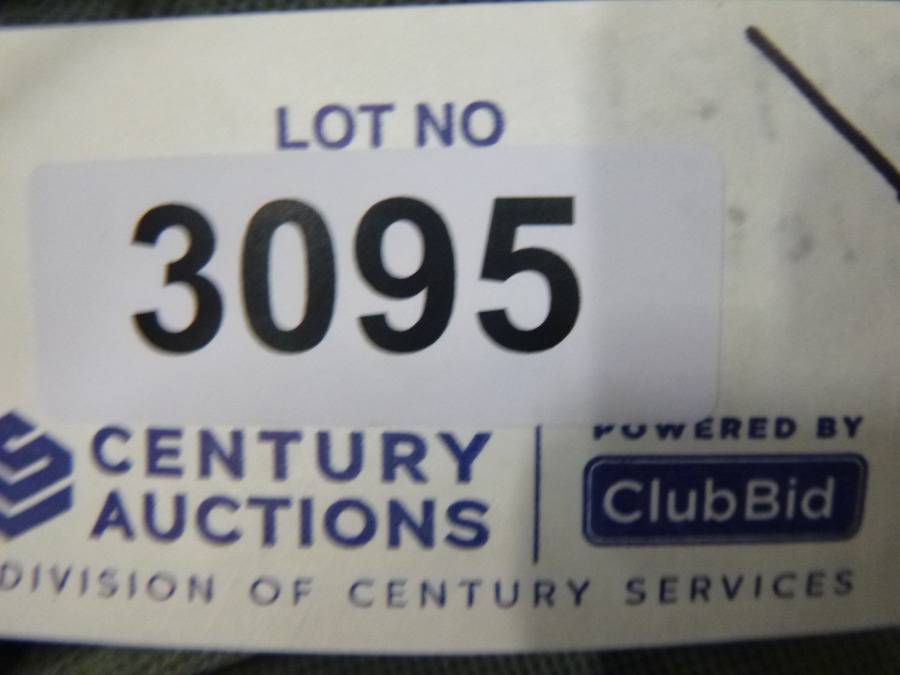 LOT NO
3095
CENTURY
AUCTIONS
POWERED BY
ClubBid
DIVISION OF CENTURY SERVICES